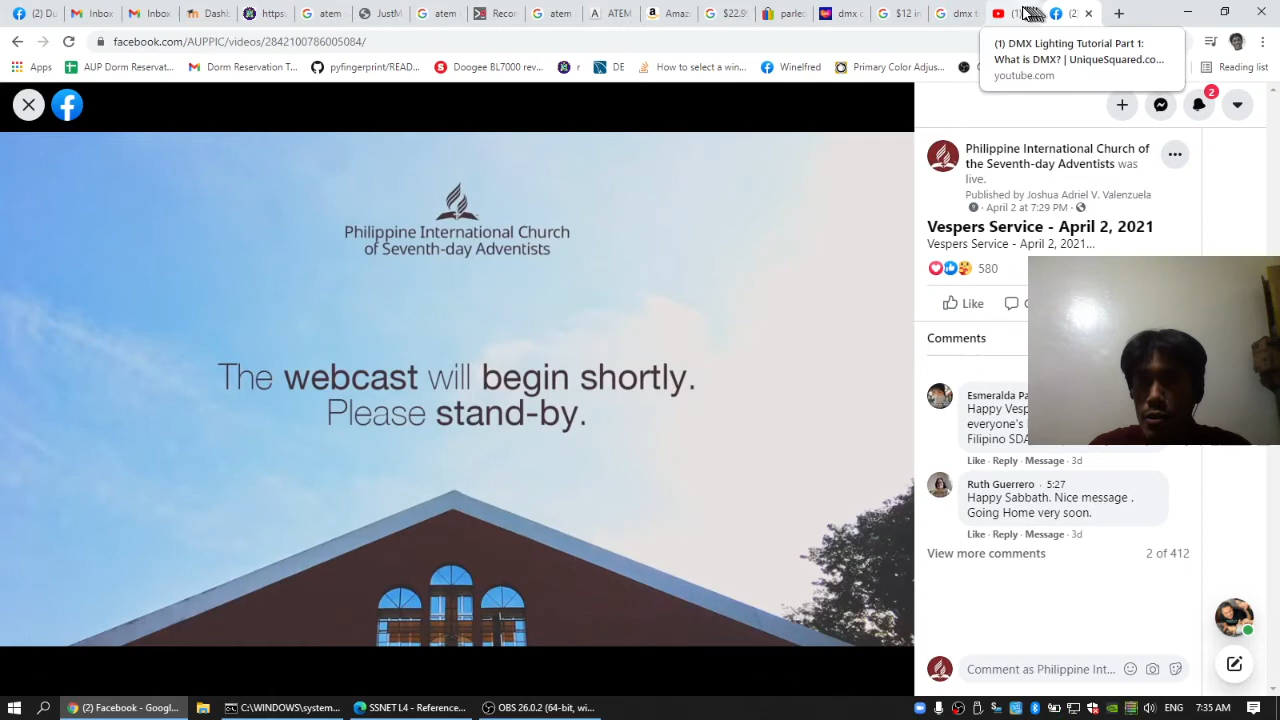 (2) Fa
Inbox
Inbox
Dashb
https:
atem
JustM
atem
Recor
atem
ATEM
Amaz
$22.9
parlec
dmx c
$12 in
dmx t
(1)
(2)
facebook.com/AUPPIC/videos/2842100786005084/
(1) DMX Lighting Tutorial Part 1:
What is DMX? | UniqueSquared.co...
youtube.com
Apps
AUP Dorm Reservat...
Dorm Reservation T...
pyfingerprint/READ...
Doogee BL7000 revi...
r
DE
How to select a win...
Winelfred
Primary Color Adjus...
Reading list
2
Philippine International Church of
the Seventh-day Adventists was
live.
Published by Joshua Adriel V. Valenzuela
April 2 at 7:29 PM
Vespers Service - April 2, 2021
Vespers Service - April 2, 2021...
580
Like
Comments
Esmeralda Pa
Happy Vesp
everyone's
Filipino SDA
Like · Reply · Message · 3d
Ruth Guerrero · 5:27
Happy Sabbath. Nice message .
Going Home very soon.
Like · Reply · Message · 3d
View more comments
2 of 412
Comment as Philippine Int...
Philippine International Church
of Seventh-day Adventists
The webcast will begin shortly.
Please stand-by.
(2) Facebook - Googl...
C:\WINDOWS\system...
SSNET L4 - Reference...
OBS 26.0.2 (64-bit, wi...
ENG
7:35 AM